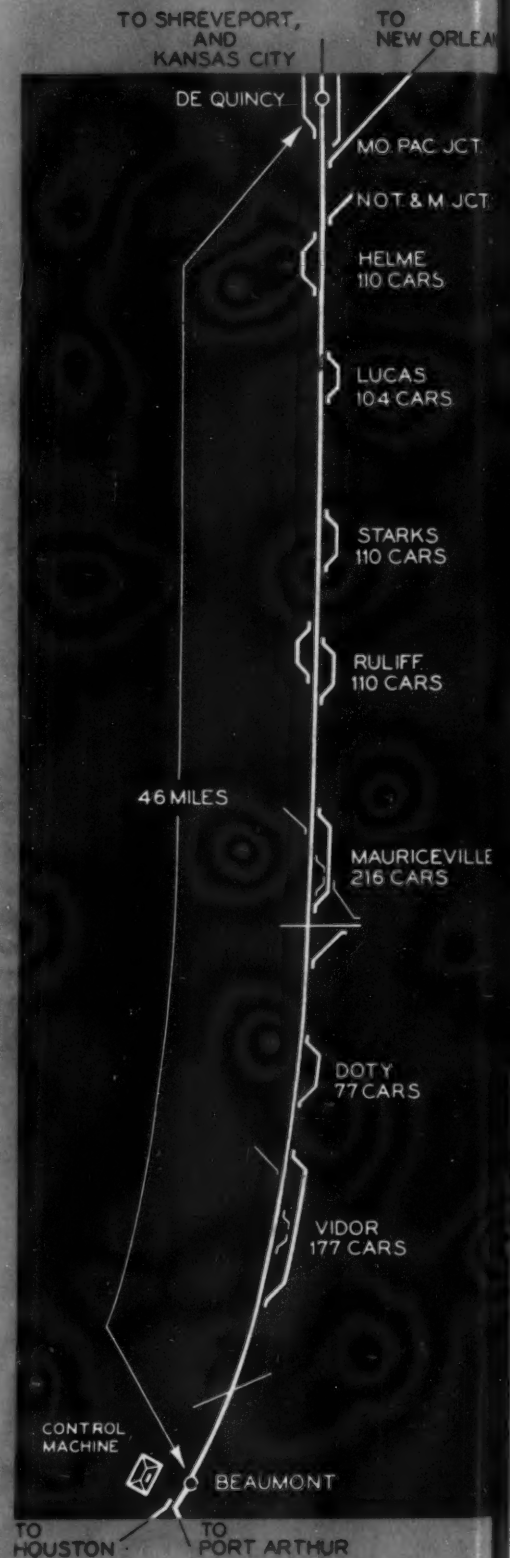 TO SHREVEPORT,
AND
KANSAS CITY
TO
NEW ORLEA
DE QUINCY
MO. PAC JCT.
N.O.T. & M. JCT.
HELME
110 CARS
LUCAS
104 CARS
STARKS
110 CARS
RULIFF
110 CARS
46 MILES
MAURICEVILLE
216 CARS
DOTY
77 CARS
VIDOR
177 CARS
CONTROL
MACHINE
BEAUMONT
TO
HOUSTON
TO
PORT ARTHUR